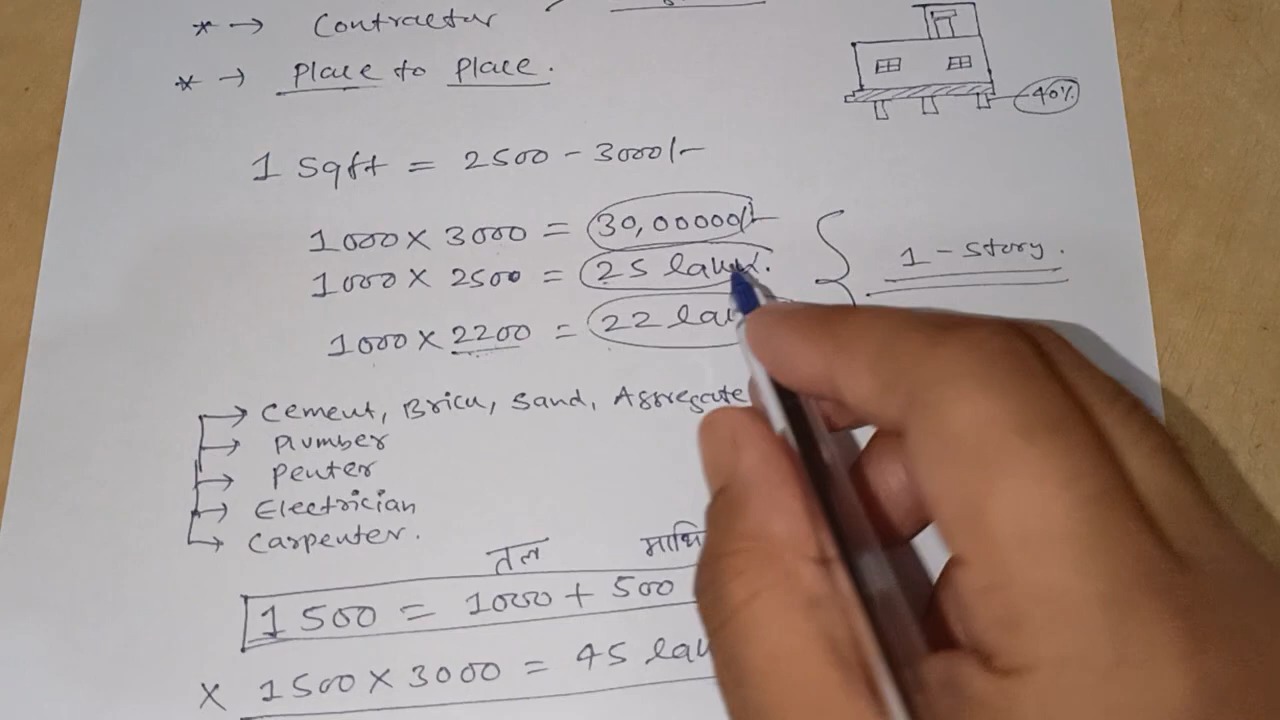 * → Contractor
* → Place to Place.
40%
1 Sqft = 2500 - 3000/-
1000 × 3000 = 30,00000/-
1000 × 2500 = 25 lakh.
1 - Story.
1000 × 2200 = 22
Cement, Brick, Sand, Aggregate
Plumber
Penter
Electrician
Carpenter.
तल
1500 = 1000 + 500
× 1500 × 3000 = 45